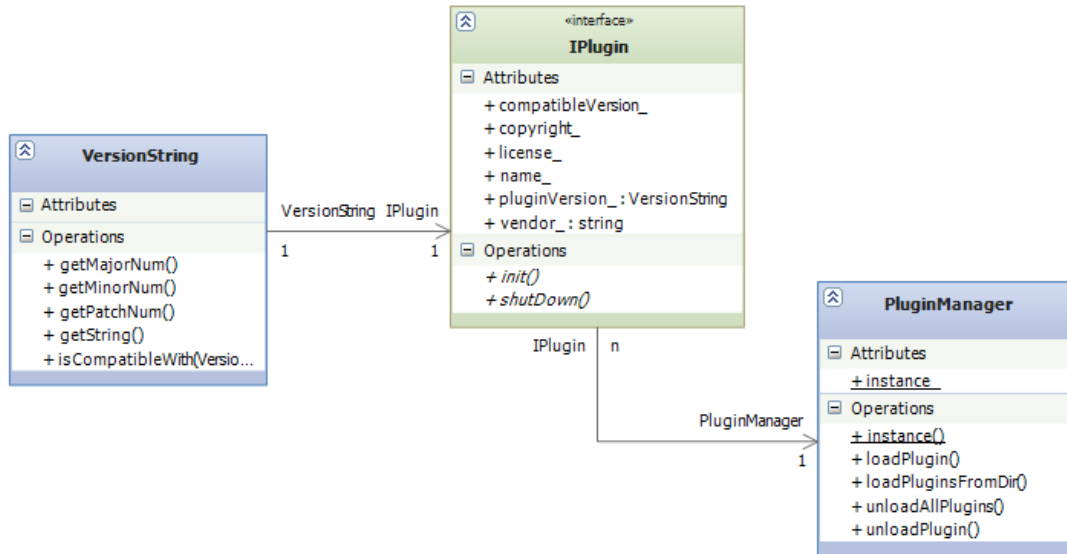 «interface»
IPlugin
Attributes
+ compatibleVersion_
+ copyright_
+ license_
+ name_
+ pluginVersion_ : VersionString
+ vendor_ : string
Operations
+ init()
+ shutDown()
VersionString
Attributes
Operations
+ getMajorNum()
+ getMinorNum()
+ getPatchNum()
+ getString()
+ isCompatibleWith(Versio...
VersionString IPlugin
1 1
IPlugin n
PluginManager
1
PluginManager
Attributes
+ instance_
Operations
+ instance()
+ loadPlugin()
+ loadPluginsFromDir()
+ unloadAllPlugins()
+ unloadPlugin()